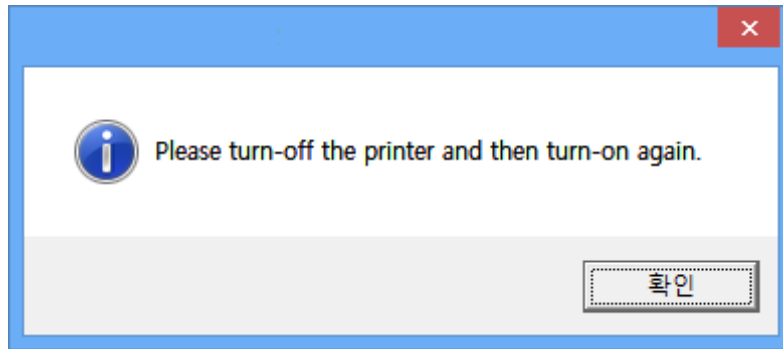 Please turn-off the printer and then turn-on again.
확인